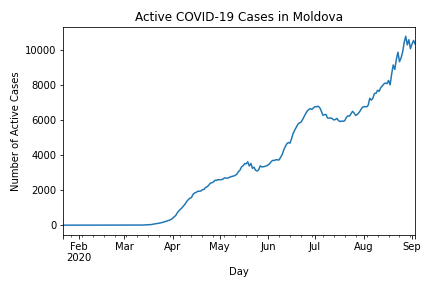 Active COVID-19 Cases in Moldova
Number of Active Cases
10000
8000
6000
4000
2000
0
Feb Mar Apr May Jun Jul Aug Sep
2020
Day